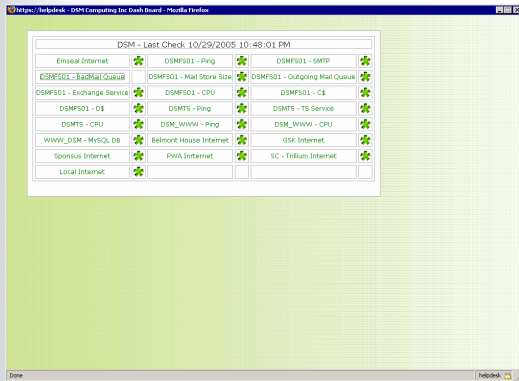 https://helpdesk - DSM Computing Inc Dash Board - Mozilla Firefox
DSM - Last Check 10/29/2005 10:48:01 PM
Emseal Internet DSMFS01 - Ping DSMFS01 - SMTP
DSMFS01 - BadMail Queue DSMFS01 - Mail Store Size DSMFS01 - Outgoing Mail Queue
DSMFS01 - Exchange Service DSMFS01 - CPU DSMFS01 - C$
DSMFS01 - D$ DSMTS - Ping DSMTS - TS Service
DSMTS - CPU DSM_WWW - Ping DSM_WWW - CPU
WWW_DSM - MySQL DB Belmont House Internet GSK Internet
Sponsus Internet PWA Internet SC - Trillium Internet
Local Internet
Done helpdesk